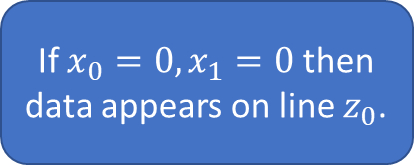 If x₀ = 0, x₁ = 0 then
data appears on line z₀.